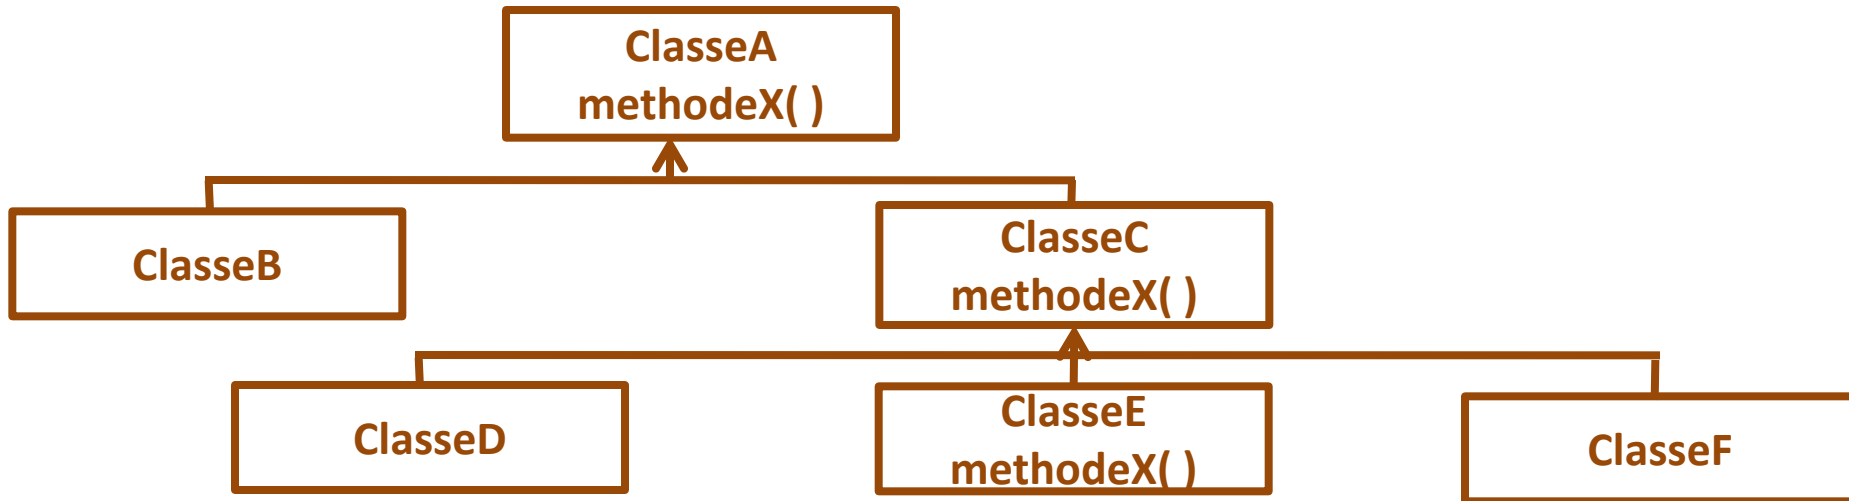 ClasseA
methodeX( )
ClasseB
ClasseC
methodeX( )
ClasseD
ClasseE
methodeX( )
ClasseF